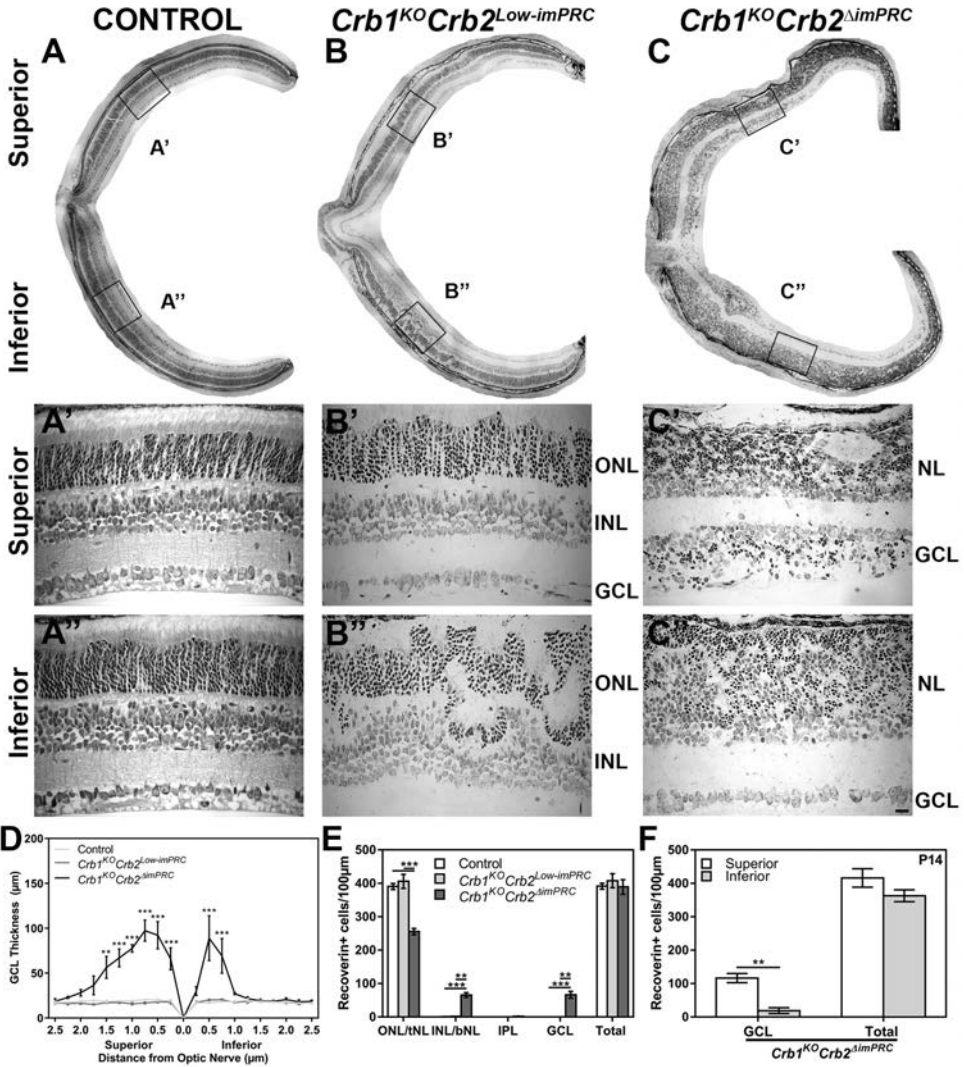 CONTROL
Crb1KOCrb2Low-imPRC
Crb1KOCrb2ΔimPRC
Superior
Inferior
A
A'
A''
B
B'
B''
C
C'
C''
Superior
A'
B'
ONL
INL
GCL
C'
NL
GCL
Inferior
A''
B''
ONL
INL
C''
NL
GCL
D
GCL Thickness (μm)
200
150
100
50
0
Control
Crb1KOCrb2Low-imPRC
Crb1KOCrb2ΔimPRC
** *** *** *** *** *** *** ***
2.5 2.0 1.5 1.0 0.5 0.0 0.5 1.0 1.5 2.0 2.5
Superior Inferior
Distance from Optic Nerve (μm)
E
Recoverin+ cells/100μm
500
400
300
200
100
0
Control
Crb1KOCrb2Low-imPRC
Crb1KOCrb2ΔimPRC
***
***
**
***
**
***
ONL/tNL INL/bNL IPL GCL Total
F
Recoverin+ cells/100μm
500
400
300
200
100
0
Superior
Inferior
P14
**
GCL Total
Crb1KOCrb2ΔimPRC